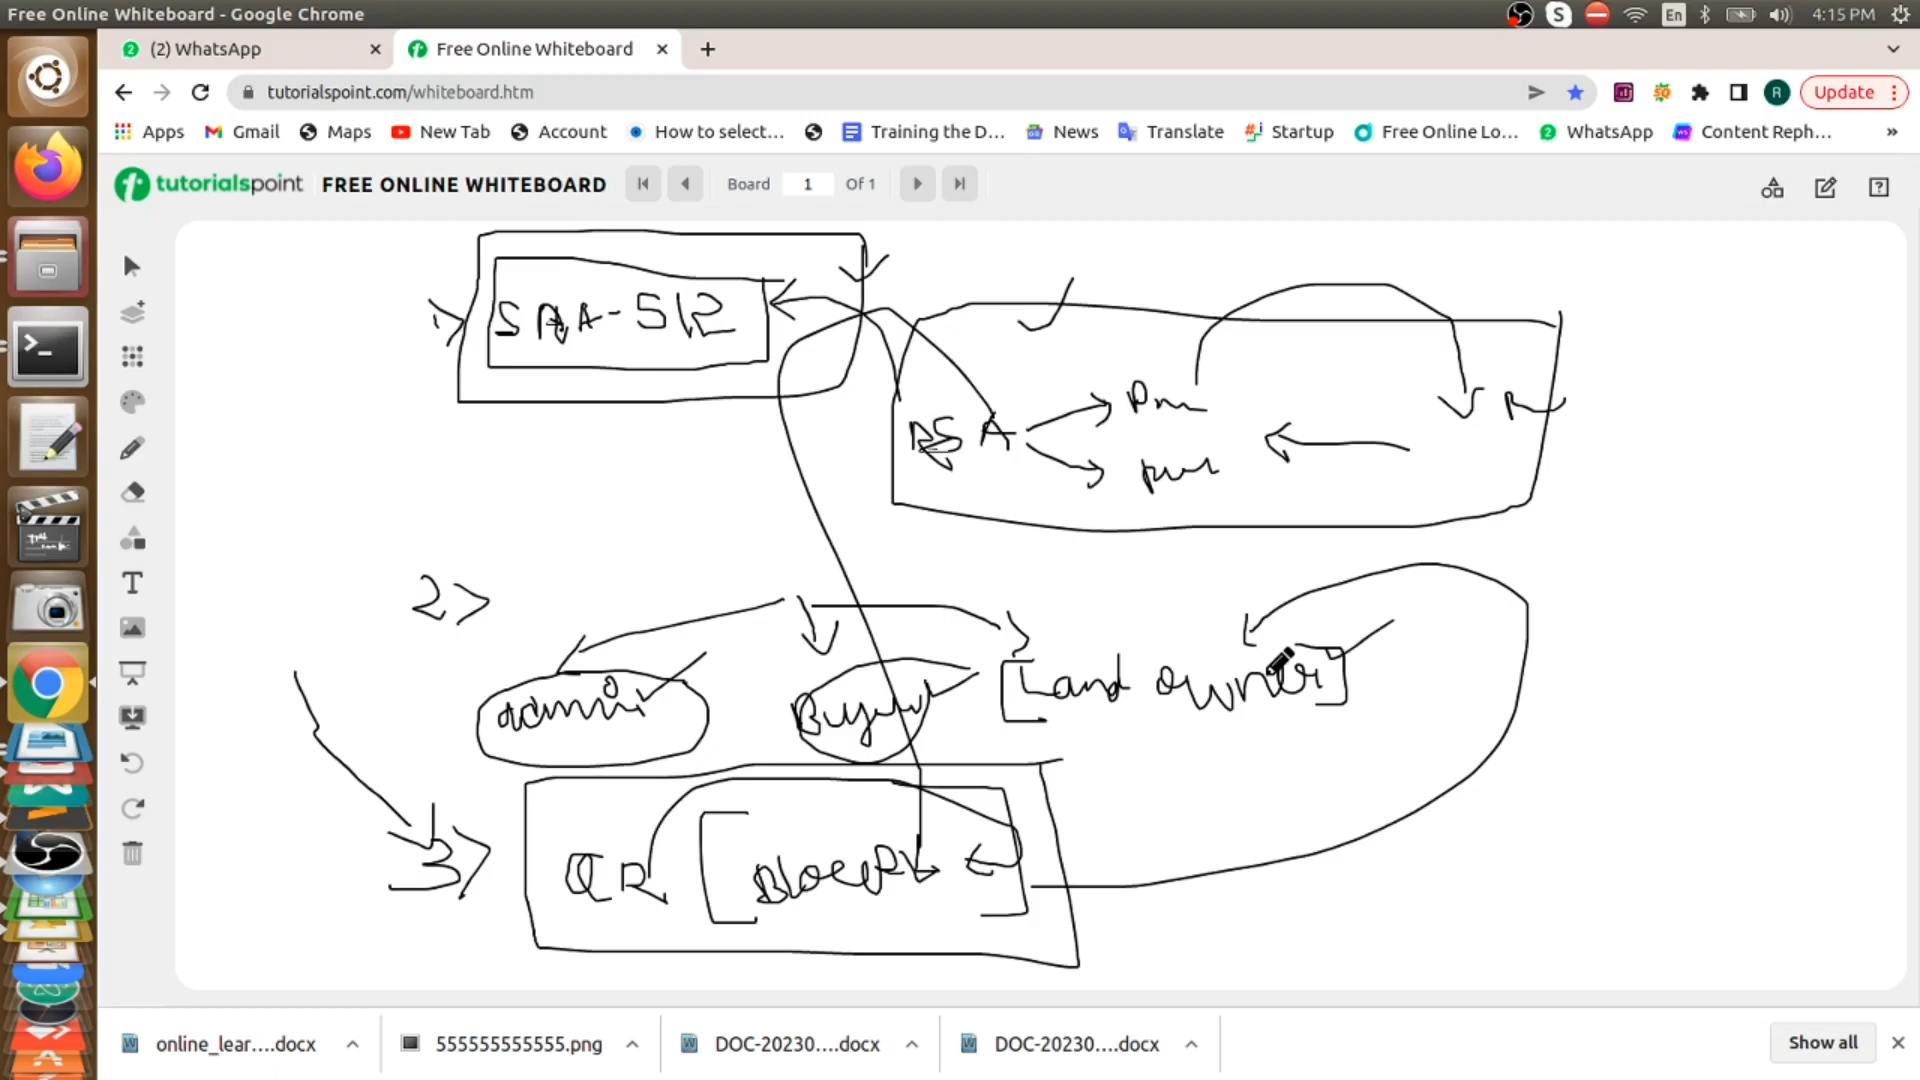 Free Online Whiteboard - Google Chrome
En
4:15 PM
(2) WhatsApp
Free Online Whiteboard
tutorialspoint.com/whiteboard.htm
R
Update
Apps
Gmail
Maps
New Tab
Account
How to select...
Training the D...
News
Translate
Startup
Free Online Lo...
WhatsApp
Content Reph...
tutorialspoint
FREE ONLINE WHITEBOARD
Board 1 Of 1
1>
-512
RSA
2>
admin
Buyer
[Land owner]
3>
QR
online_lear....docx
555555555555.png
DOC-20230....docx
DOC-20230....docx
Show all